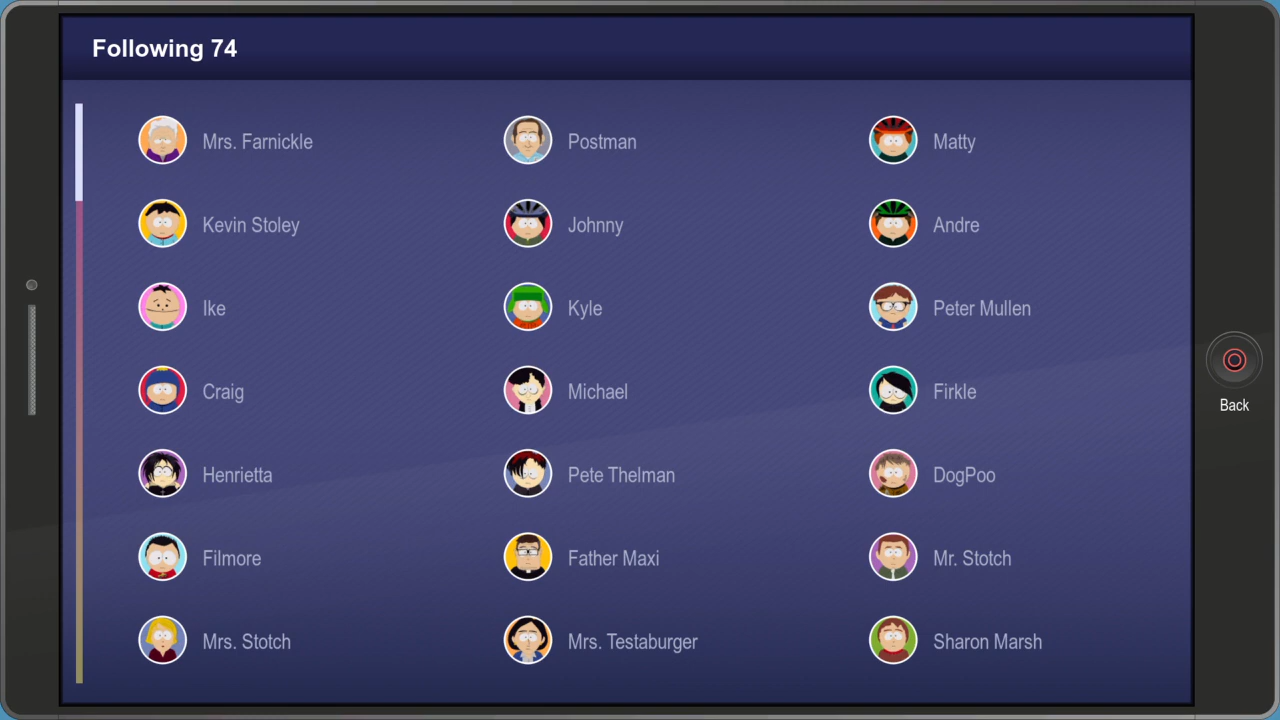 Following 74
Mrs. Farnickle
Postman
Matty
Kevin Stoley
Johnny
Andre
Ike
Kyle
Peter Mullen
Craig
Michael
Firkle
Henrietta
Pete Thelman
DogPoo
Filmore
Father Maxi
Mr. Stotch
Mrs. Stotch
Mrs. Testaburger
Sharon Marsh
Back